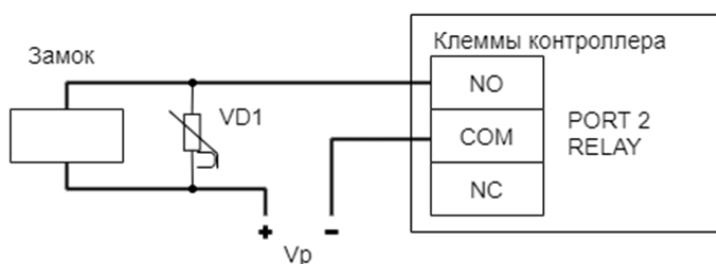 Замок
VD1
+
-
Vp
Клеммы контроллера
NO
COM
NC
PORT 2
RELAY